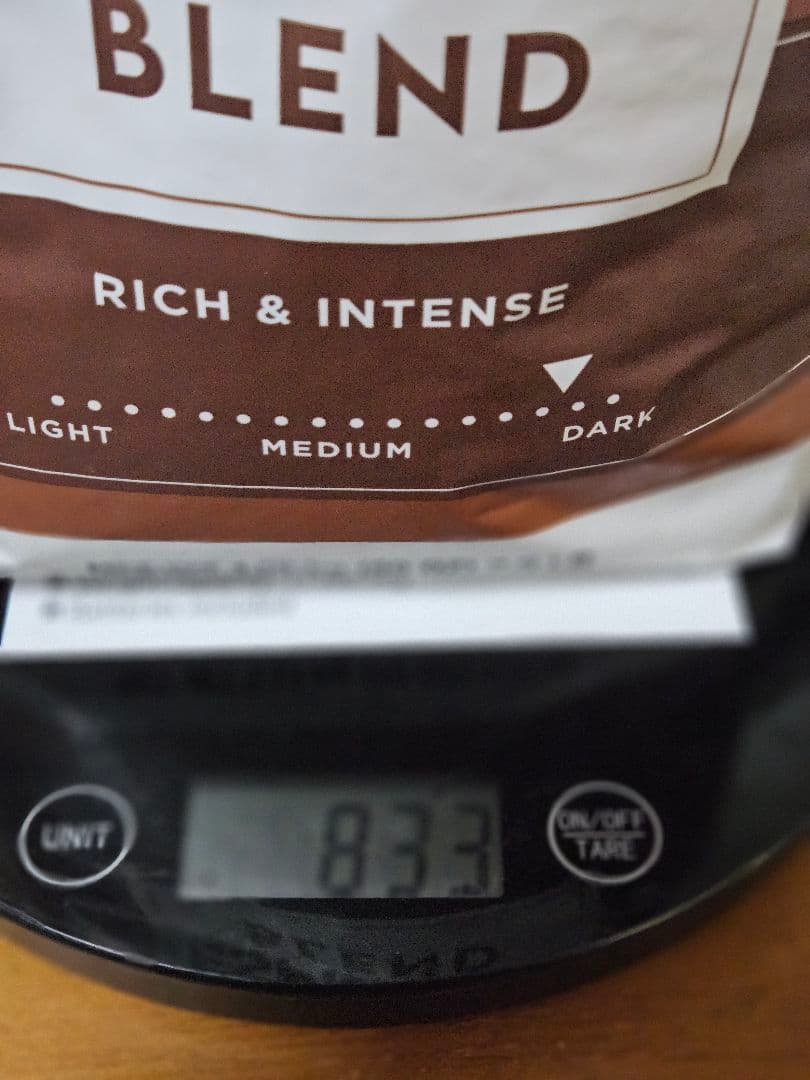 BLEND
RICH & INTENSE
LIGHT
MEDIUM
DARK
UNIT
833
ON/OFF
TARE